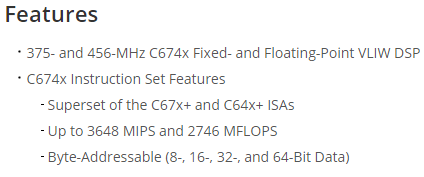 Features
• 375- and 456-MHz C674x Fixed- and Floating-Point VLIW DSP
• C674x Instruction Set Features
- Superset of the C67x+ and C64x+ ISAs
- Up to 3648 MIPS and 2746 MFLOPS
- Byte-Addressable (8-, 16-, 32-, and 64-Bit Data)